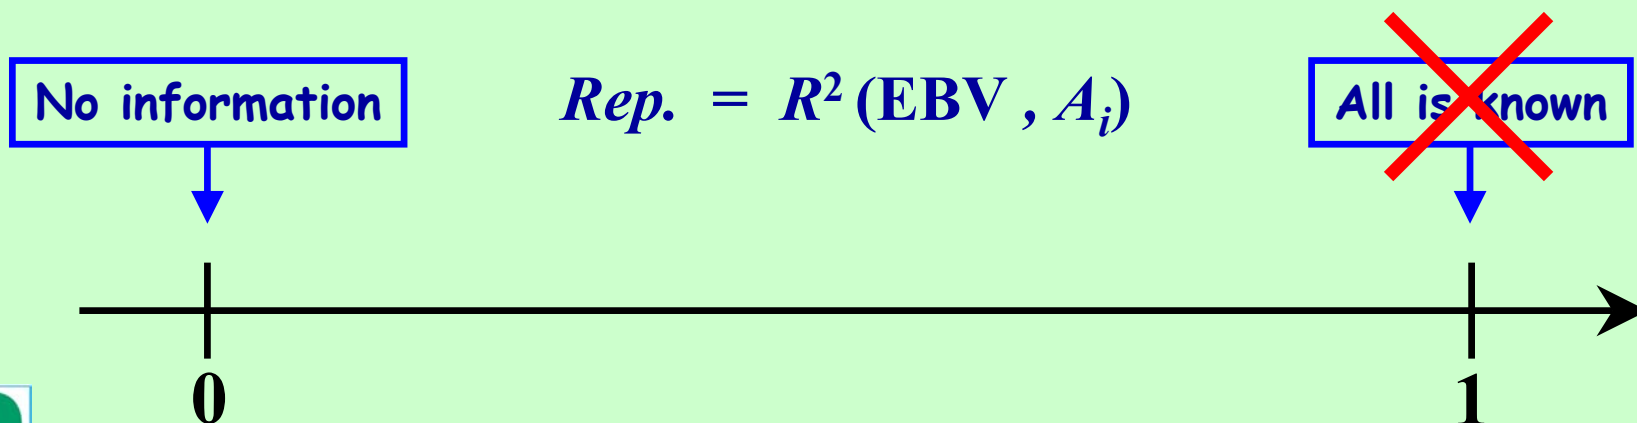 No information
Rep. = R² (EBV , Aᵢ)
All is known
0
1